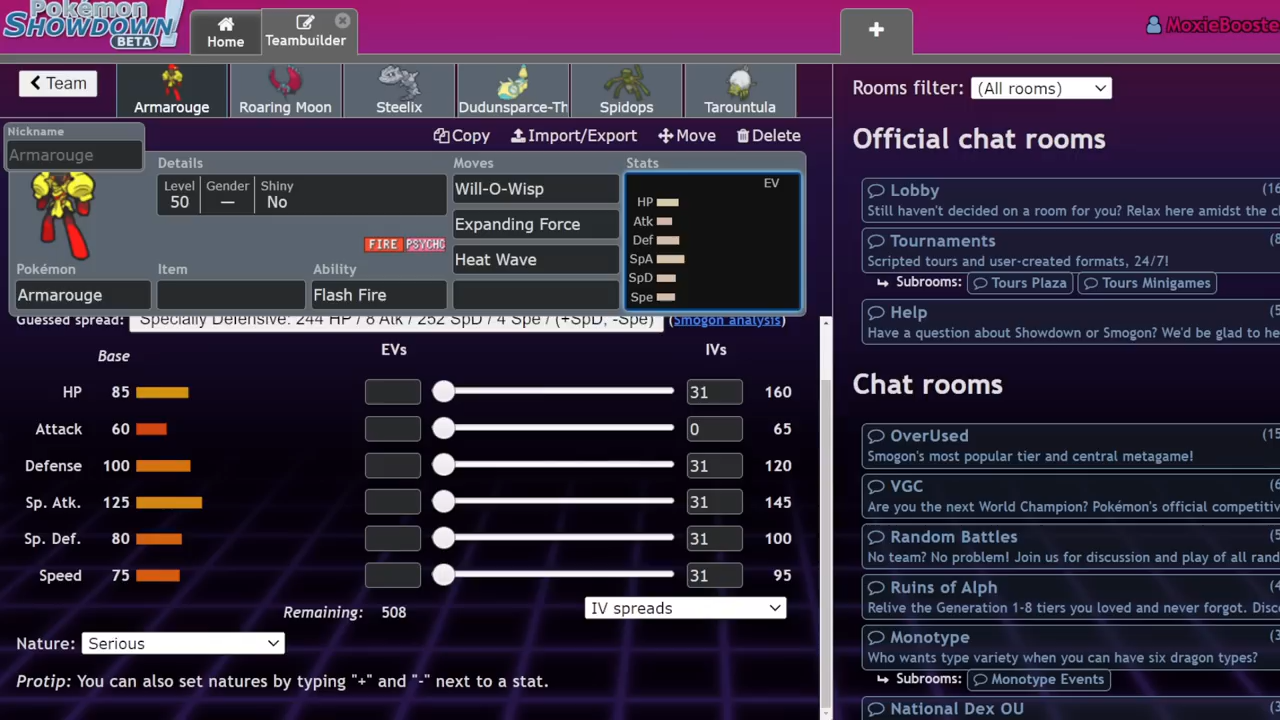 Pokémon
SHOWDOWN!
BETA
Home
Teambuilder
+
MoxieBooste
Team
Armarouge
Roaring Moon
Steelix
Dudunsparce-Th
Spidops
Tarountula
Copy
Import/Export
Move
Delete
Nickname
Armarouge
Details
Level
50
Gender
—
Shiny
No
FIRE
PSYCHC
Pokémon
Armarouge
Item
Ability
Flash Fire
Moves
Will-O-Wisp
Expanding Force
Heat Wave
Stats
EV
HP
Atk
Def
SpA
SpD
Spe
Guessed spread: Specially Defensive: 244 HP / 8 Atk / 252 SpD / 4 Spe / (+SpD, -Spe) (Smogon analysis)
Base EVs IVs
HP 85 31 160
Attack 60 0 65
Defense 100 31 120
Sp. Atk. 125 31 145
Sp. Def. 80 31 100
Speed 75 31 95
Remaining: 508
IV spreads
Nature: Serious
Protip: You can also set natures by typing "+" and "-" next to a stat.
Rooms filter: (All rooms)
Official chat rooms
Lobby (16
Still haven't decided on a room for you? Relax here amidst the c
Tournaments
Scripted tours and user-created formats, 24/7!
Subrooms: Tours Plaza Tours Minigames
Help (5
Have a question about Showdown or Smogon? We'd be glad to he
Chat rooms
OverUsed (15
Smogon's most popular tier and central metagame!
VGC (6
Are you the next World Champion? Pokémon's official competitiv
Random Battles (5
No team? No problem! Join us for discussion and play of all rand
Ruins of Alph (4
Relive the Generation 1-8 tiers you loved and never forgot. Disc
Monotype (3
Who wants type variety when you can have six dragon types?
Subrooms: Monotype Events
National Dex OU (3